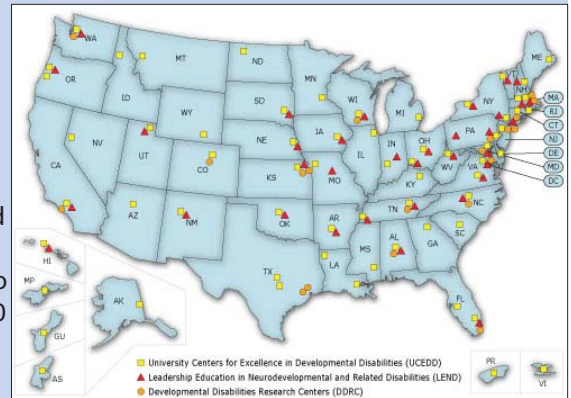 WA
MT
ND
MN
ME
VT
NH
MA
RI
CT
NJ
DE
MD
DC
OR
ID
WY
SD
WI
MI
NY
PA
NV
UT
CO
NE
IA
IL
IN
OH
WV
VA
CA
KS
MO
KY
NC
AZ
NM
OK
AR
TN
SC
TX
LA
MS
AL
GA
FL
HI
MP
GU
AS
AK
PR
VI
University Centers for Excellence in Developmental Disabilities (UCEDD)
Leadership Education in Neurodevelopmental and Related Disabilities (LEND)
Developmental Disabilities Research Centers (DDRC)